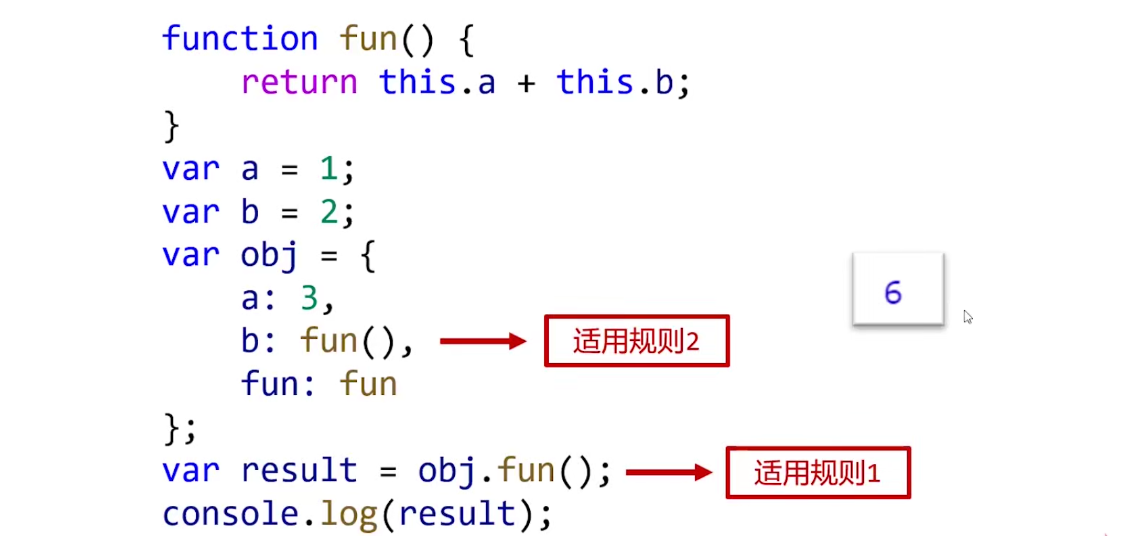 function fun() {
    return this.a + this.b;
}
var a = 1;
var b = 2;
var obj = {
    a: 3,
    b: fun(),
    fun: fun
};
var result = obj.fun();
console.log(result);
6
适用规则2
适用规则1